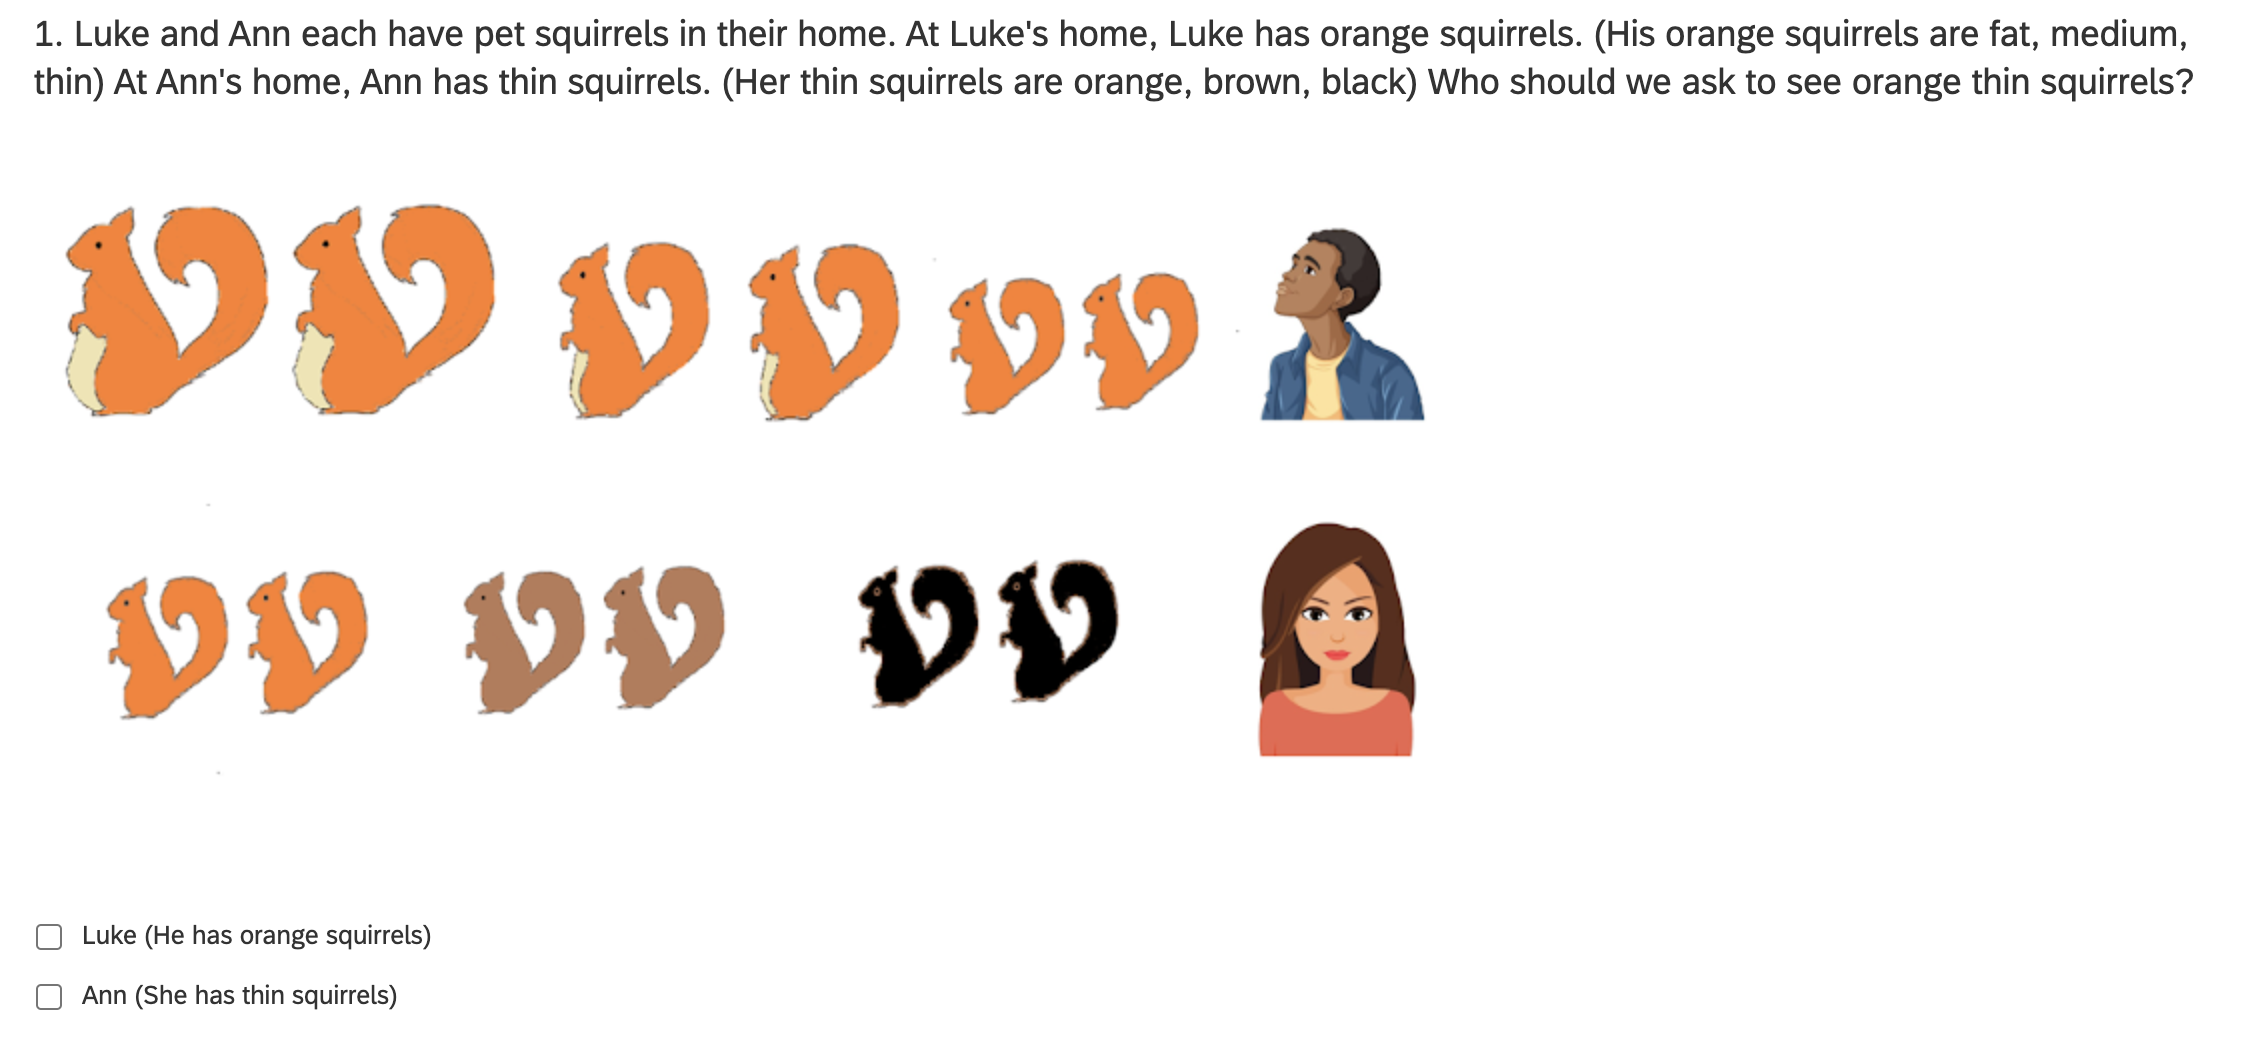 1. Luke and Ann each have pet squirrels in their home. At Luke's home, Luke has orange squirrels. (His orange squirrels are fat, medium,
thin) At Ann's home, Ann has thin squirrels. (Her thin squirrels are orange, brown, black) Who should we ask to see orange thin squirrels?
Luke (He has orange squirrels)
Ann (She has thin squirrels)